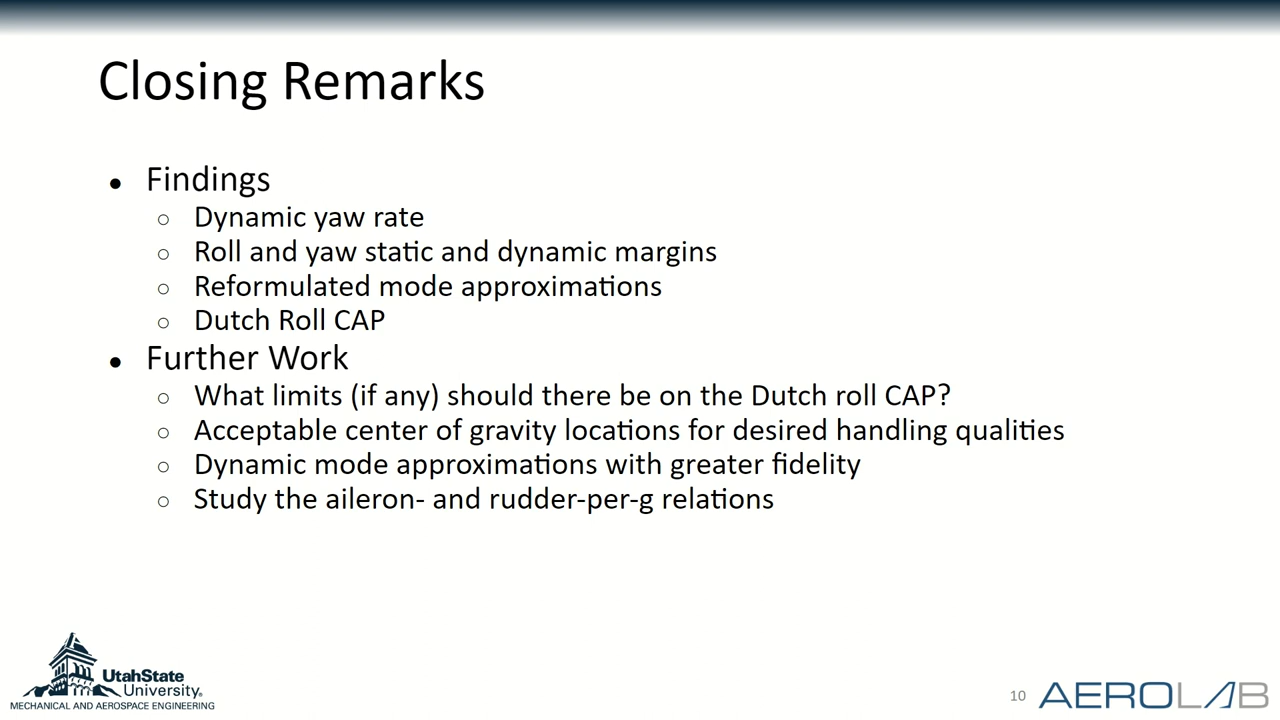 Closing Remarks
● Findings
○ Dynamic yaw rate
○ Roll and yaw static and dynamic margins
○ Reformulated mode approximations
○ Dutch Roll CAP
● Further Work
○ What limits (if any) should there be on the Dutch roll CAP?
○ Acceptable center of gravity locations for desired handling qualities
○ Dynamic mode approximations with greater fidelity
○ Study the aileron- and rudder-per-g relations
UtahState
University.
MECHANICAL AND AEROSPACE ENGINEERING
10
AEROLAB